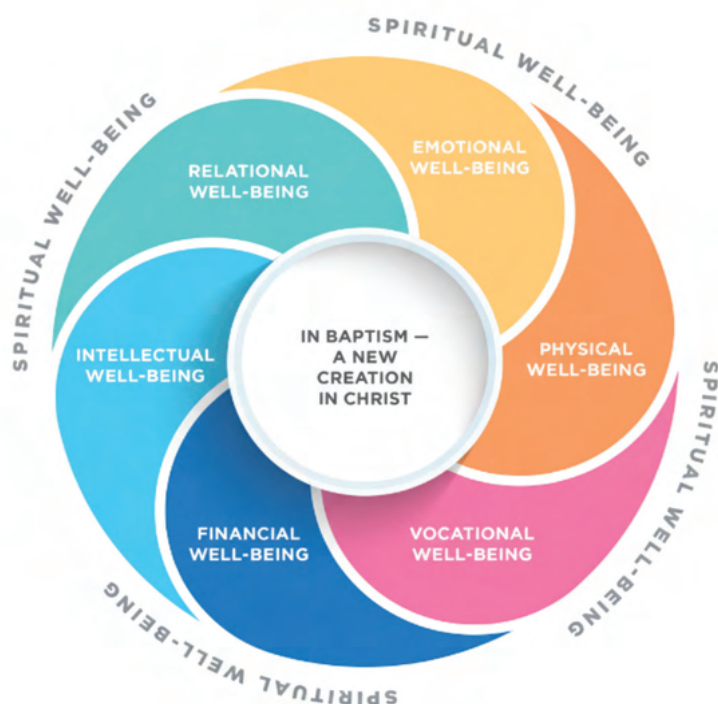 SPIRITUAL WELL-BEING
SPIRITUAL WELL-BEING
EMOTIONAL
WELL-BEING
RELATIONAL
WELL-BEING
IN BAPTISM —
A NEW
CREATION
IN CHRIST
INTELLECTUAL
WELL-BEING
PHYSICAL
WELL-BEING
SPIRITUAL WELL-BEING
FINANCIAL
WELL-BEING
VOCATIONAL
WELL-BEING
SPIRITUAL WELL-BEING